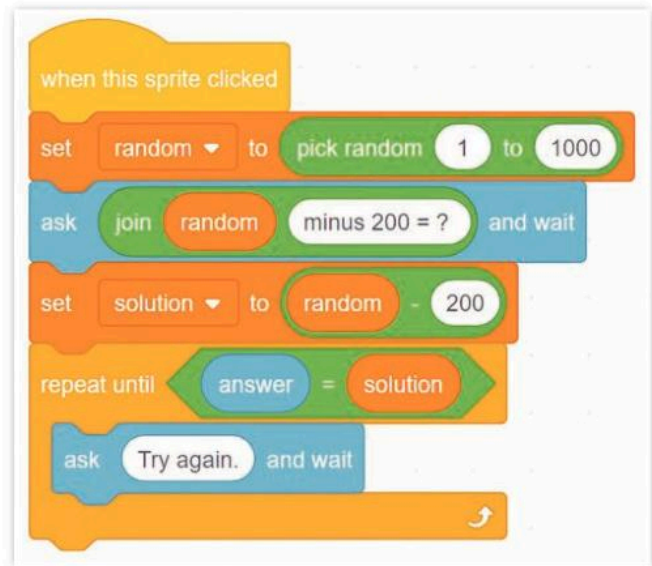 when this sprite clicked
set random to pick random 1 to 1000
ask join random minus 200 = ? and wait
set solution to random - 200
repeat until answer = solution
ask Try again. and wait